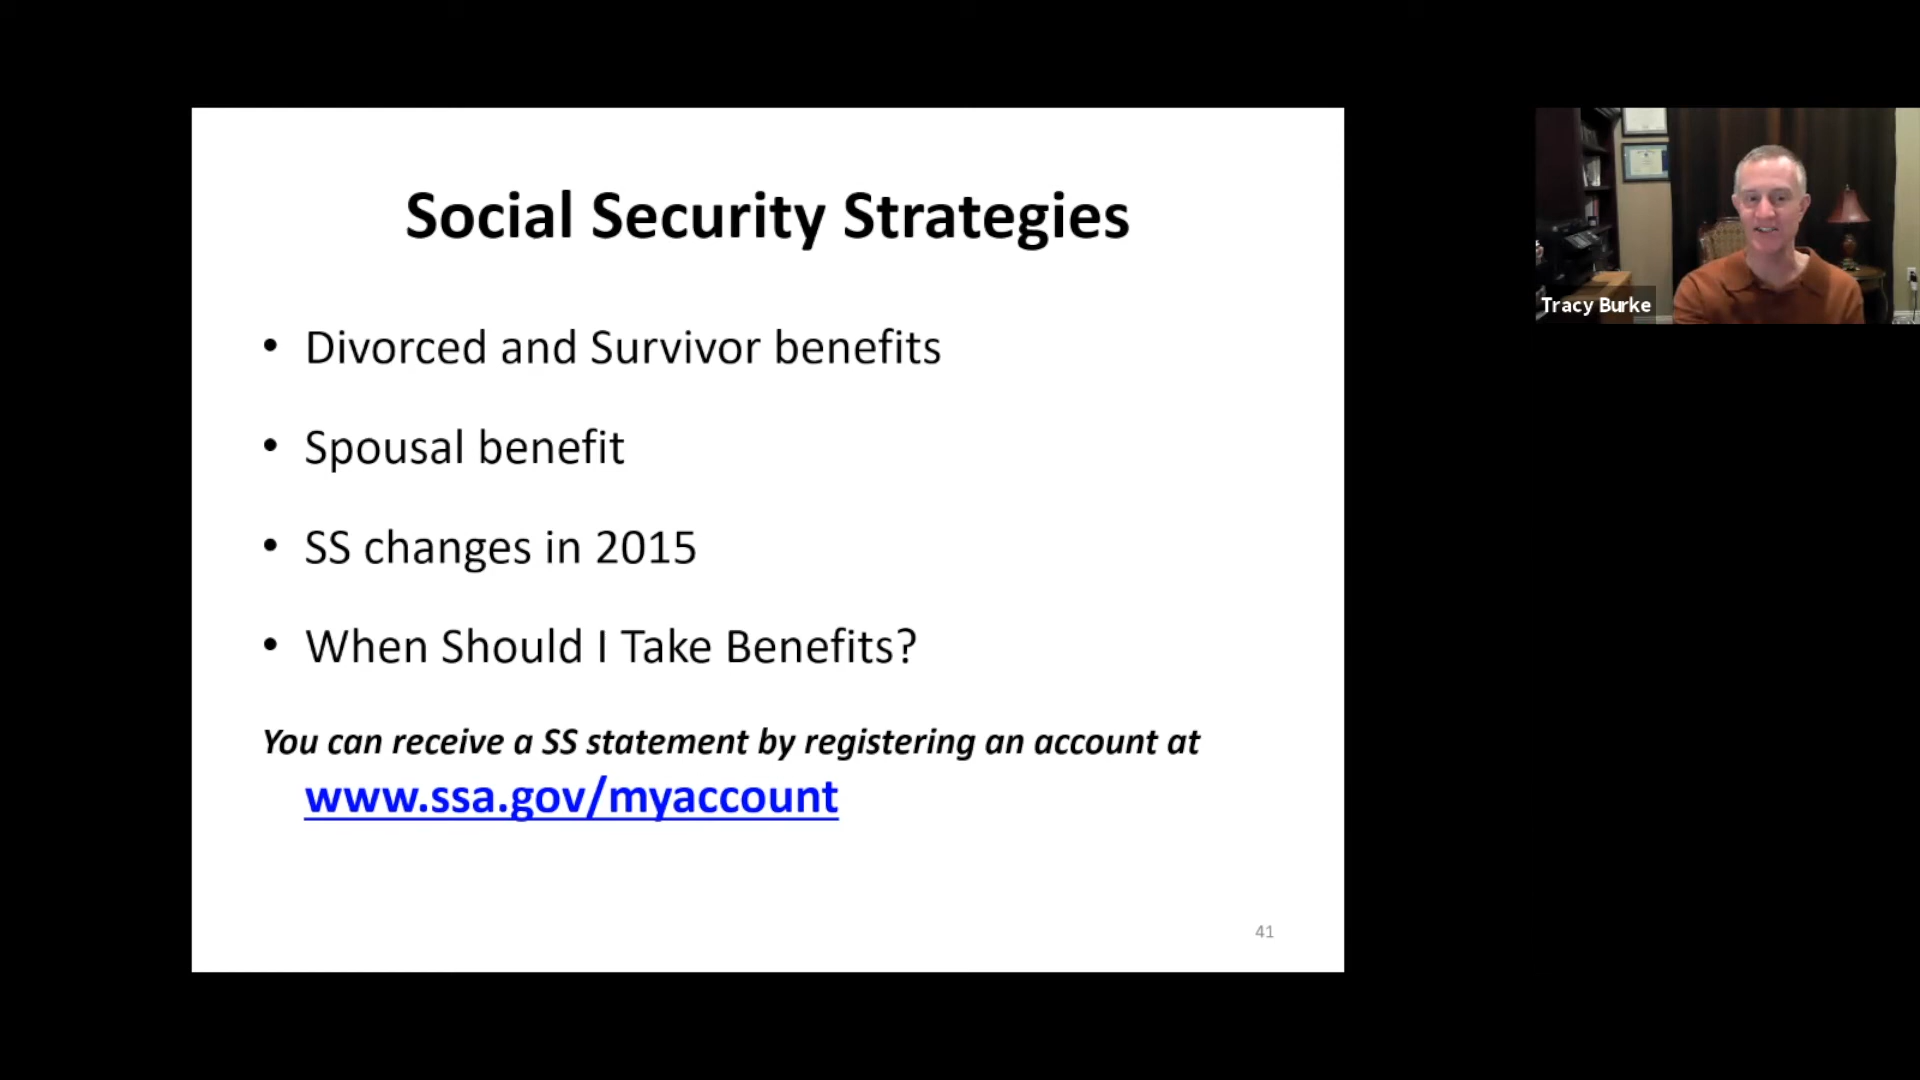 Social Security Strategies
• Divorced and Survivor benefits
• Spousal benefit
• SS changes in 2015
• When Should I Take Benefits?
You can receive a SS statement by registering an account at
www.ssa.gov/myaccount
41
Tracy Burke